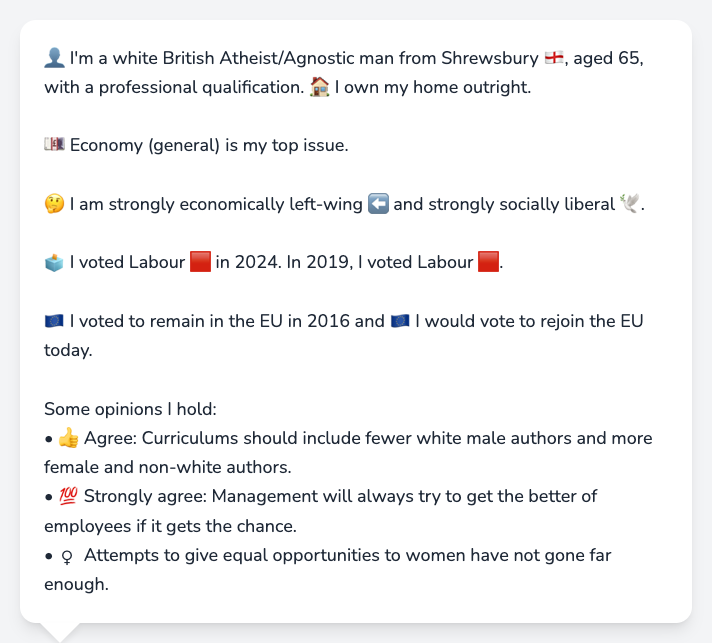 👤 I'm a white British Atheist/Agnostic man from Shrewsbury 🏴󠁧󠁢󠁥󠁮󠁧󠁿, aged 65,
with a professional qualification. 🏠 I own my home outright.
💷 Economy (general) is my top issue.
🤔 I am strongly economically left-wing ⬅️ and strongly socially liberal 🕊️.
🗳️ I voted Labour 🟥 in 2024. In 2019, I voted Labour 🟥.
🇪🇺 I voted to remain in the EU in 2016 and 🇪🇺 I would vote to rejoin the EU
today.
Some opinions I hold:
• 👍 Agree: Curriculums should include fewer white male authors and more
female and non-white authors.
• 💯 Strongly agree: Management will always try to get the better of
employees if it gets the chance.
• ♀ Attempts to give equal opportunities to women have not gone far
enough.